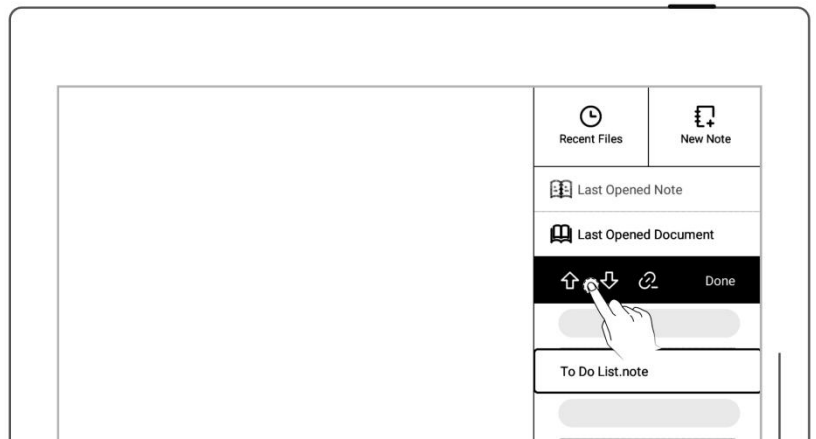 Recent Files
New Note
Last Opened Note
Last Opened Document
Done
To Do List.note